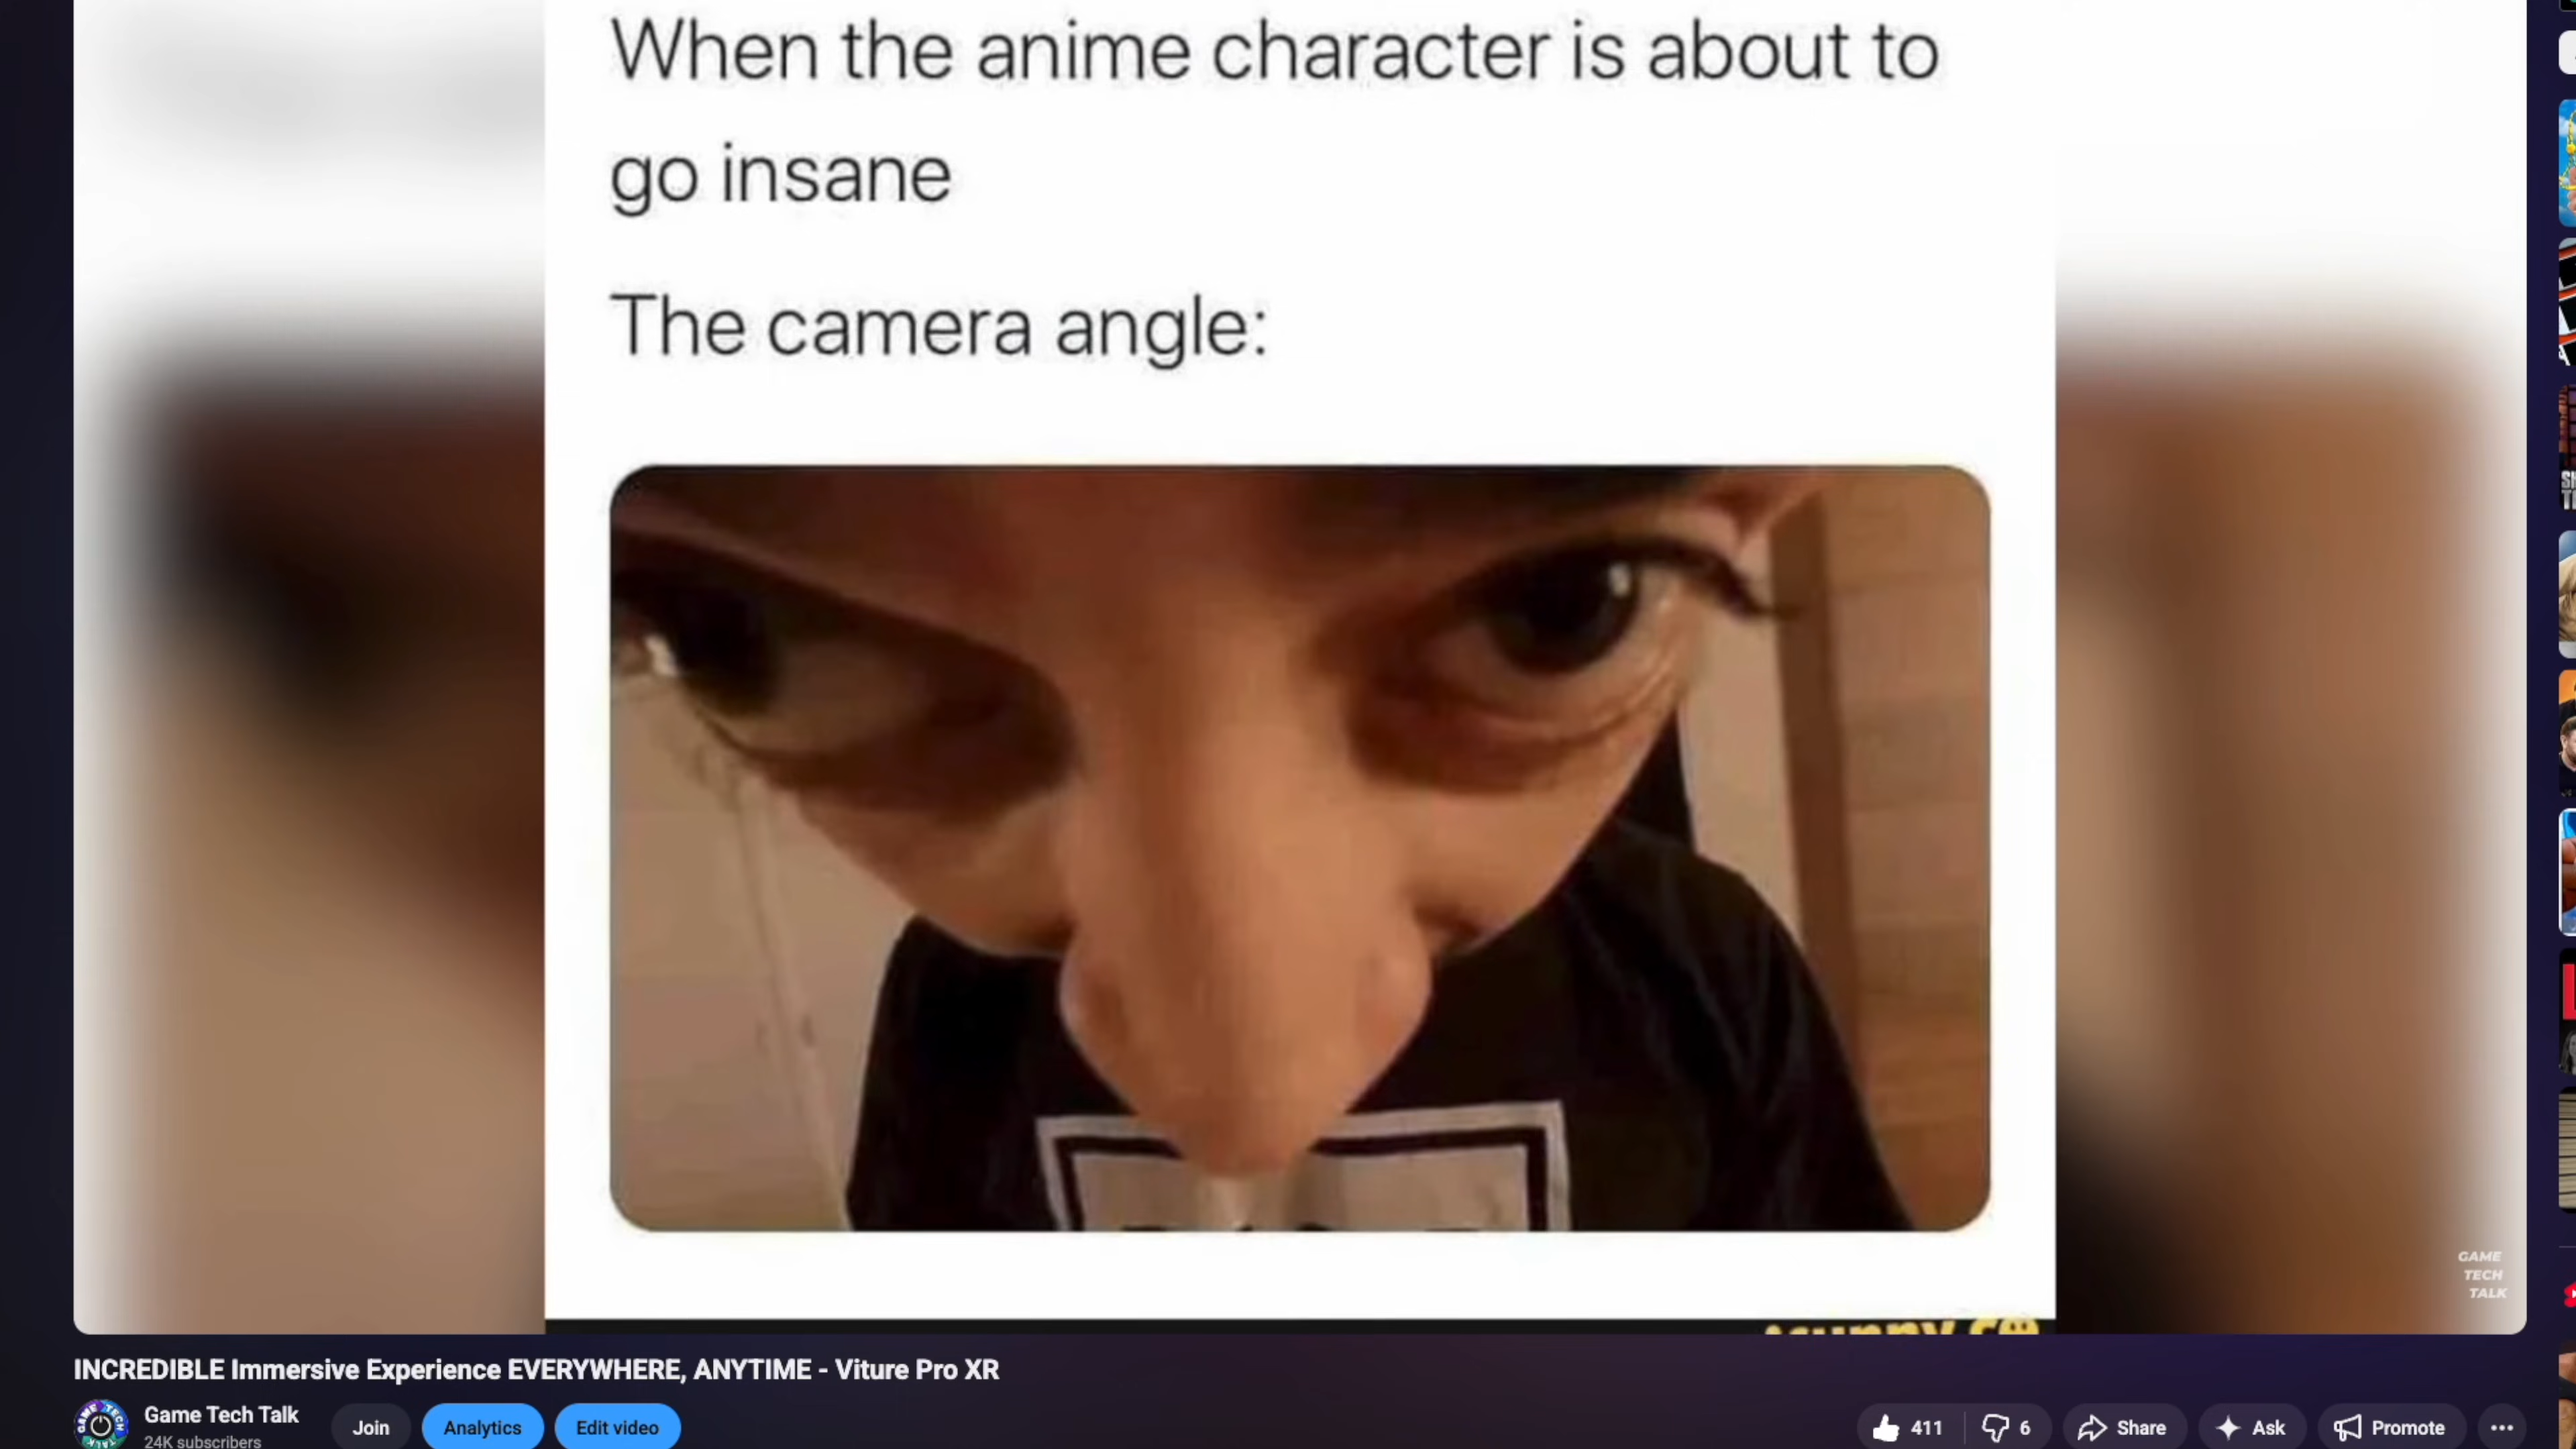 When the anime character is about to
go insane
The camera angle:
GAME
TECH
TALK
INCREDIBLE Immersive Experience EVERYWHERE, ANYTIME - Viture Pro XR
Game Tech Talk
24K subscribers
Join
Analytics
Edit video
411
6
Share
Ask
Promote